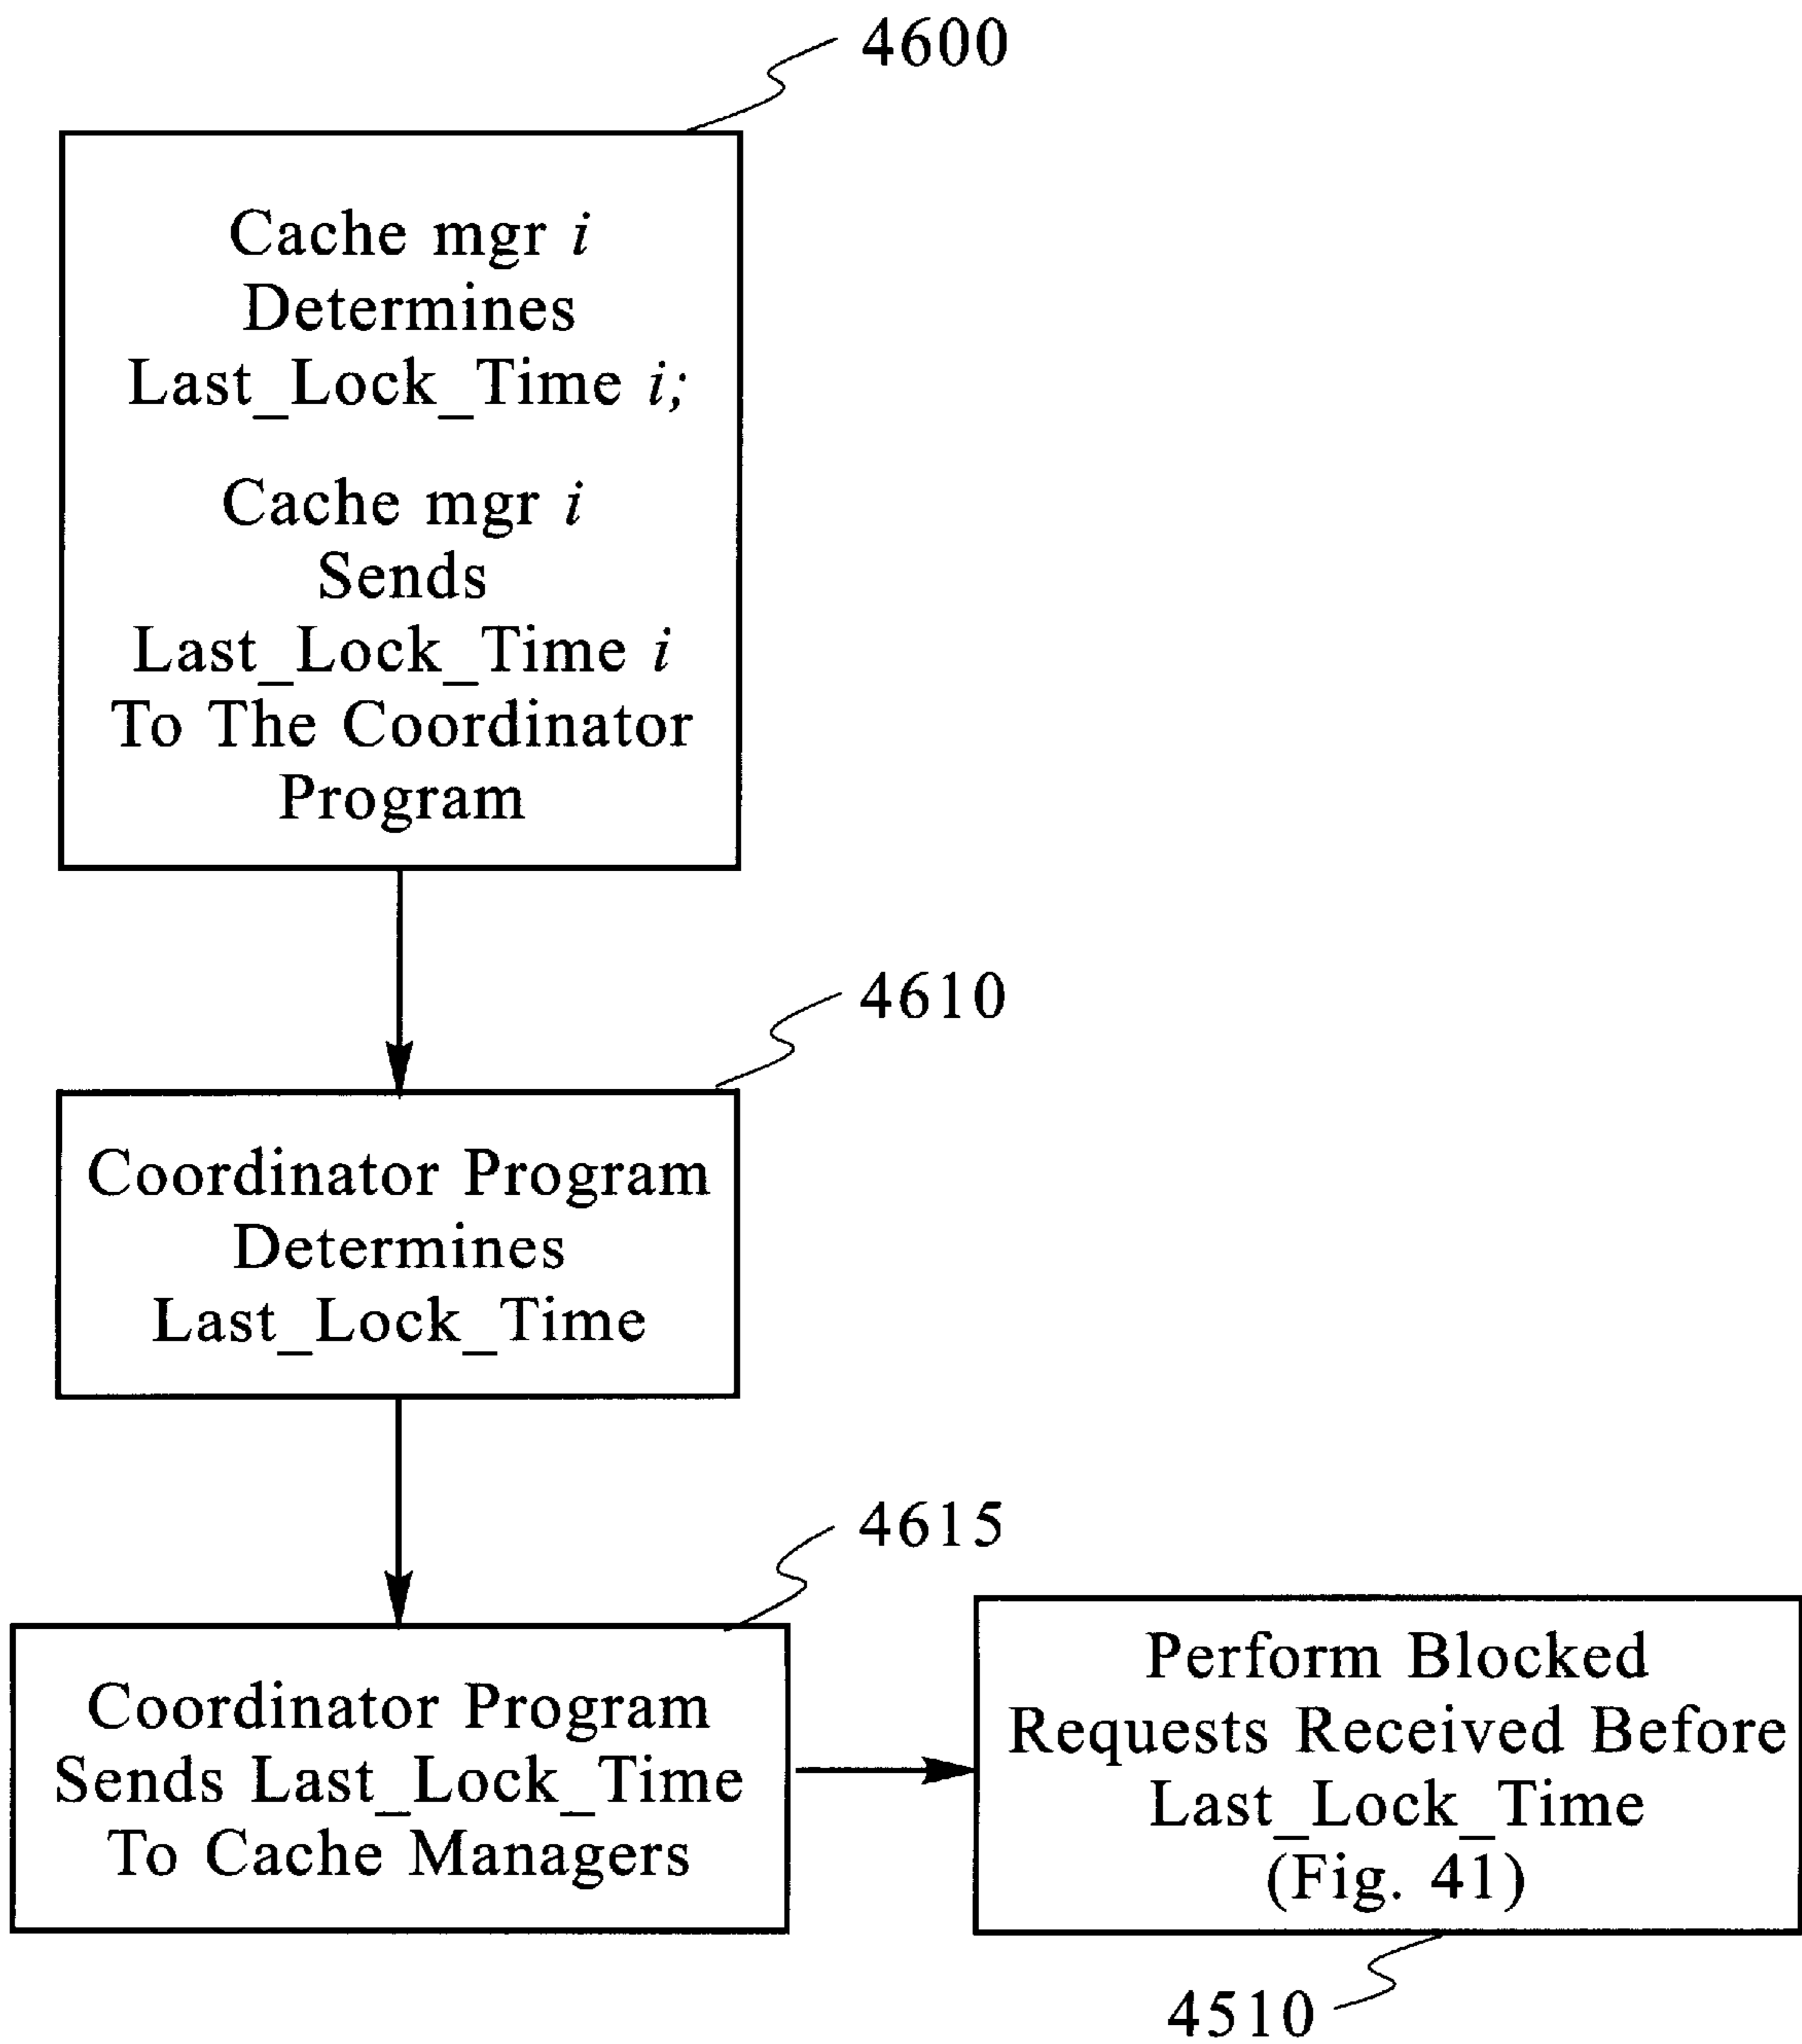 4600
Cache mgr i
Determines
Last_Lock_Time i;
Cache mgr i
Sends
Last_Lock_Time i
To The Coordinator
Program
4610
Coordinator Program
Determines
Last_Lock_Time
4615
Coordinator Program
Sends Last_Lock_Time
To Cache Managers
Perform Blocked
Requests Received Before
Last_Lock_Time
(Fig. 41)
4510